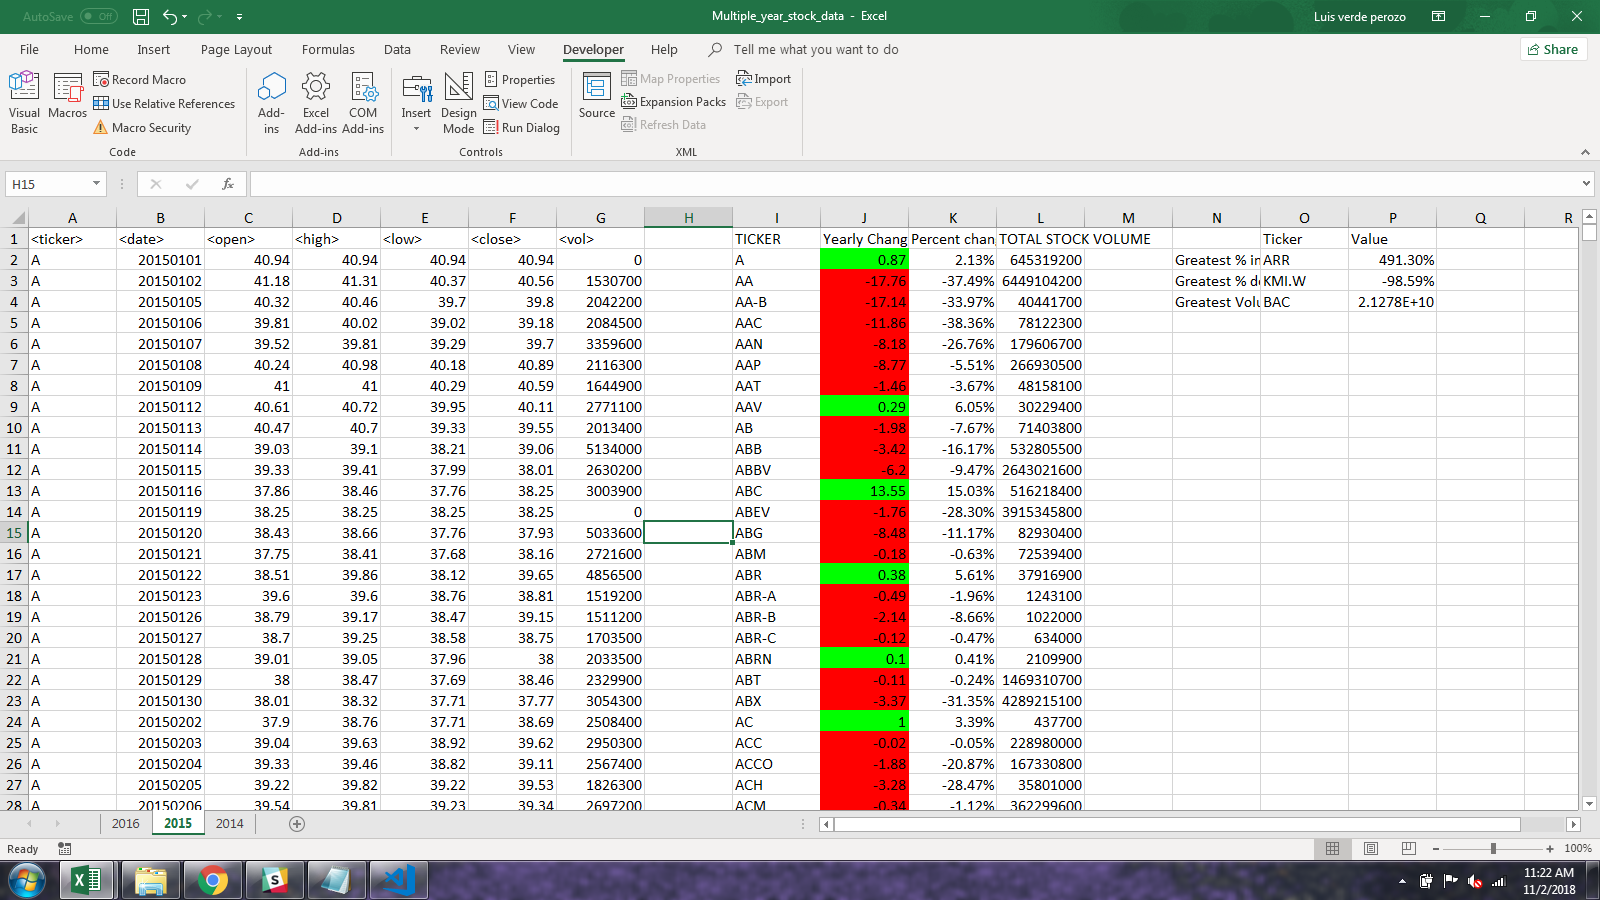 AutoSave Off Multiple_year_stock_data - Excel Luis verde perozo
File Home Insert Page Layout Formulas Data Review View Developer Help Tell me what you want to do Share
Visual Basic Macros Record Macro Use Relative References Macro Security Code
Add-ins Excel Add-ins COM Add-ins Add-ins
Insert Design Mode Properties View Code Run Dialog Controls
Source Map Properties Expansion Packs Refresh Data Import Export XML
H15 fx
A B C D E F G H I J K L M N O P Q R
1 <ticker> <date> <open> <high> <low> <close> <vol> TICKER Yearly Chang Percent chan TOTAL STOCK VOLUME Ticker Value
2 A 20150101 40.94 40.94 40.94 40.94 0 A 0.87 2.13% 645319200 Greatest % in ARR 491.30%
3 A 20150102 41.18 41.31 40.37 40.56 1530700 AA -17.76 -37.49% 6449104200 Greatest % de KMI.W -98.59%
4 A 20150105 40.32 40.46 39.7 39.8 2042200 AA-B -17.14 -33.97% 40441700 Greatest Volu BAC 2.1278E+10
5 A 20150106 39.81 40.02 39.02 39.18 2084500 AAC -11.86 -38.36% 78122300
6 A 20150107 39.52 39.81 39.29 39.7 3359600 AAN -8.18 -26.76% 179606700
7 A 20150108 40.24 40.98 40.18 40.89 2116300 AAP -8.77 -5.51% 266930500
8 A 20150109 41 41 40.29 40.59 1644900 AAT -1.46 -3.67% 48158100
9 A 20150112 40.61 40.72 39.95 40.11 2771100 AAV 0.29 6.05% 30229400
10 A 20150113 40.47 40.7 39.33 39.55 2013400 AB -1.98 -7.67% 71403800
11 A 20150114 39.03 39.1 38.21 39.06 5134000 ABB -3.42 -16.17% 532805500
12 A 20150115 39.33 39.41 37.99 38.01 2630200 ABBV -6.2 -9.47% 2643021600
13 A 20150116 37.86 38.46 37.76 38.25 3003900 ABC 13.55 15.03% 516218400
14 A 20150119 38.25 38.25 38.25 38.25 0 ABEV -1.76 -28.30% 3915345800
15 A 20150120 38.43 38.66 37.76 37.93 5033600 ABG -8.48 -11.17% 82930400
16 A 20150121 37.75 38.41 37.68 38.16 2721600 ABM -0.18 -0.63% 72539400
17 A 20150122 38.51 39.86 38.12 39.65 4856500 ABR 0.38 5.61% 37916900
18 A 20150123 39.6 39.6 38.76 38.81 1519200 ABR-A -0.49 -1.96% 1243100
19 A 20150126 38.79 39.17 38.47 39.15 1511200 ABR-B -2.14 -8.66% 1022000
20 A 20150127 38.7 39.25 38.58 38.75 1703500 ABR-C -0.12 -0.47% 634000
21 A 20150128 39.01 39.05 37.96 38 2033500 ABRN 0.1 0.41% 2109900
22 A 20150129 38 38.47 37.69 38.46 2329900 ABT -0.11 -0.24% 1469310700
23 A 20150130 38.01 38.32 37.71 37.77 3054300 ABX -3.37 -31.35% 4289215100
24 A 20150202 37.9 38.76 37.71 38.69 2508400 AC 1 3.39% 437700
25 A 20150203 39.04 39.63 38.92 39.62 2950300 ACC -0.02 -0.05% 228980000
26 A 20150204 39.33 39.46 38.82 39.11 2567400 ACCO -1.88 -20.87% 167330800
27 A 20150205 39.22 39.82 39.22 39.53 1826300 ACH -3.28 -28.47% 35801000
28 A 20150206 39.54 39.81 39.23 39.34 2697200 ACM -0.34 -1.12% 362299600
2016 2015 2014
Ready 100%
11:22 AM
11/2/2018